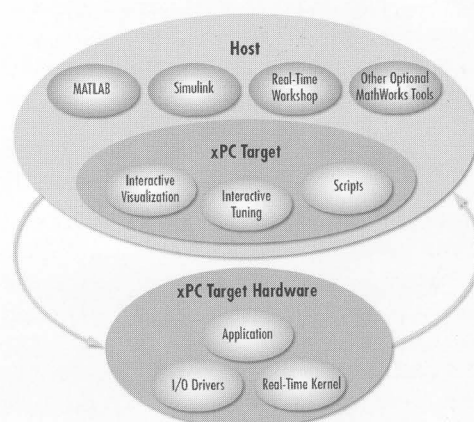 Host
MATLAB
Simulink
Real-Time
Workshop
Other Optional
MathWorks Tools
xPC Target
Interactive
Visualization
Interactive
Tuning
Scripts
xPC Target Hardware
Application
I/O Drivers
Real-Time Kernel